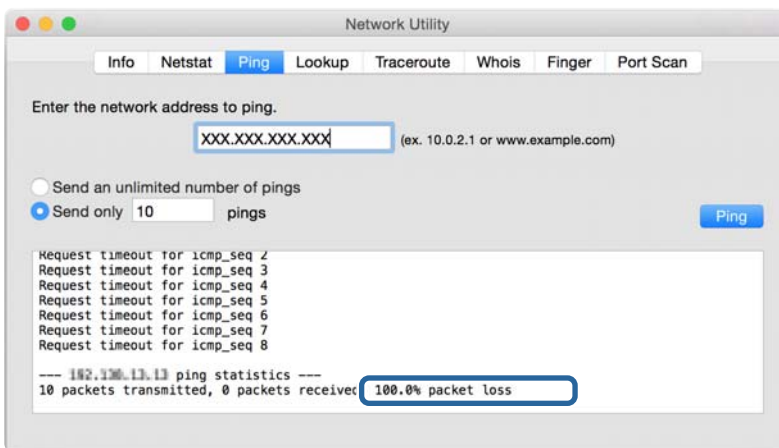 Network Utility
Info Netstat Ping Lookup Traceroute Whois Finger Port Scan
Enter the network address to ping.
XXX.XXX.XXX.XXX (ex. 10.0.2.1 or www.example.com)
Send an unlimited number of pings
Send only 10 pings
Ping
Request timeout for icmp_seq 2
Request timeout for icmp_seq 3
Request timeout for icmp_seq 4
Request timeout for icmp_seq 5
Request timeout for icmp_seq 6
Request timeout for icmp_seq 7
Request timeout for icmp_seq 8
--- ping statistics ---
10 packets transmitted, 0 packets received 100.0% packet loss